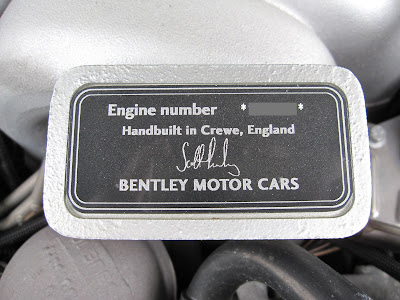 Engine number * *
Handbuilt in Crewe, England
BENTLEY MOTOR CARS